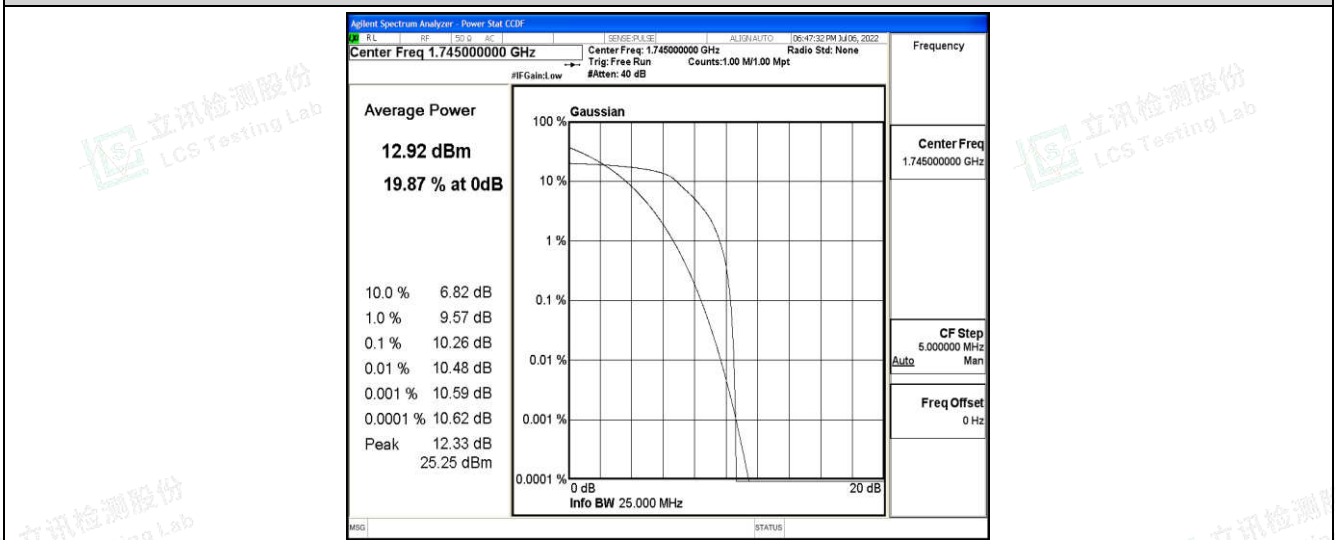 Agilent Spectrum Analyzer - Power Stat CCDF
RL RF 50 Ω AC SENSE:PULSE ALIGN AUTO 06:47:32 PM Jul 06, 2022
Center Freq 1.745000000 GHz
Center Freq: 1.745000000 GHz Radio Std: None
Trig: Free Run Counts:1.00 M/1.00 Mpt
#IFGain:Low #Atten: 40 dB
Frequency
Average Power
12.92 dBm
19.87 % at 0dB
10.0 % 6.82 dB
1.0 % 9.57 dB
0.1 % 10.26 dB
0.01 % 10.48 dB
0.001 % 10.59 dB
0.0001 % 10.62 dB
Peak 12.33 dB
25.25 dBm
Gaussian
100 %
10 %
1 %
0.1 %
0.01 %
0.001 %
0.0001 %
0 dB 20 dB
Info BW 25.000 MHz
Center Freq
1.745000000 GHz
CF Step
5.000000 MHz
Auto Man
Freq Offset
0 Hz
MSG STATUS
立讯检测股份
LCS Testing Lab
立讯检测股份
LCS Testing Lab
立讯检测股份